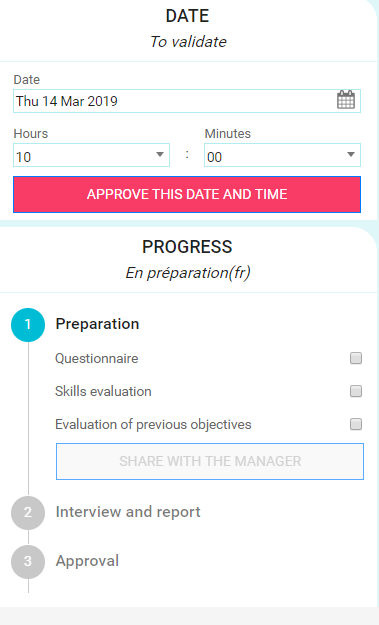 DATE
To validate
Date
Thu 14 Mar 2019
Hours Minutes
10 : 00
APPROVE THIS DATE AND TIME
PROGRESS
En préparation(fr)
1 Preparation
Questionnaire
Skills evaluation
Evaluation of previous objectives
SHARE WITH THE MANAGER
2 Interview and report
3 Approval